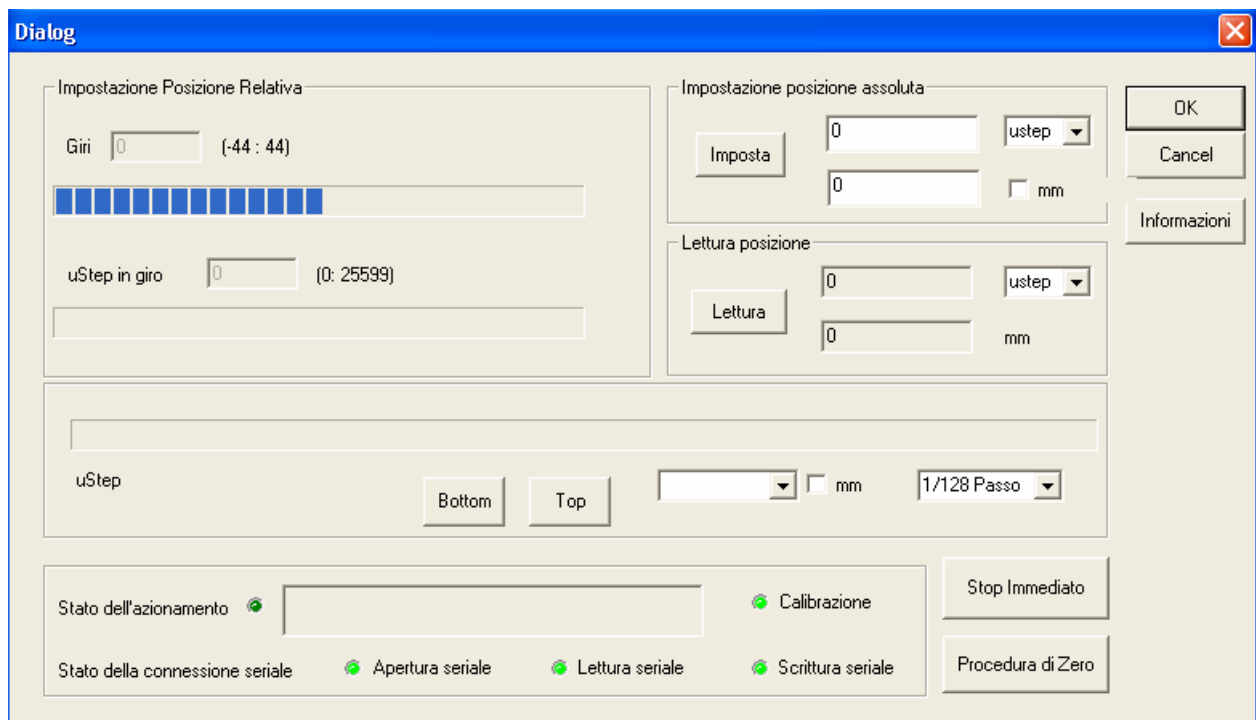 Dialog
Impostazione Posizione Relativa
Giri 0 (-44 : 44)
uStep in giro 0 (0: 25599)
Impostazione posizione assoluta
Imposta 0 ustep
0 mm
Lettura posizione
Lettura 0 ustep
0 mm
OK
Cancel
Informazioni
uStep Bottom Top mm 1/128 Passo
Stato dell'azionamento Calibrazione
Stato della connessione seriale Apertura seriale Lettura seriale Scrittura seriale
Stop Immediato
Procedura di Zero